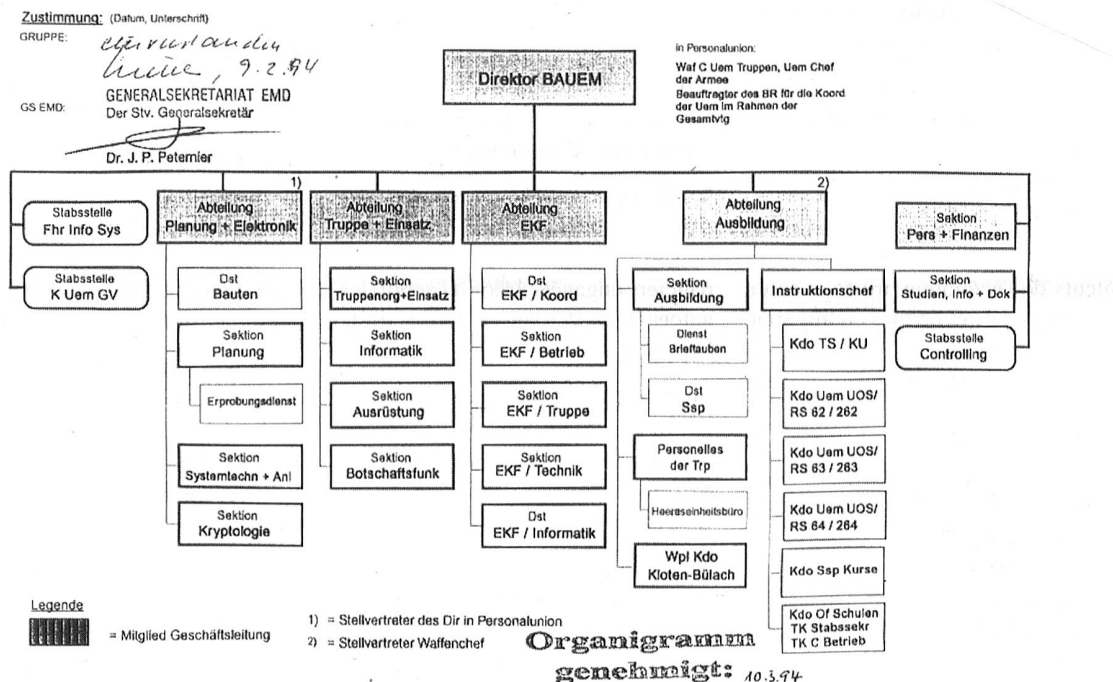 Zustimmung: (Datum, Unterschrift)
GRUPPE:
einverstanden
, 9.2.94
GS EMD:
GENERALSEKRETARIAT EMD
Der Stv. Generalsekretär
Dr. J. P. Peternier
Direktor BAUEM
in Personalunion:
Waf C Uem Truppen, Uem Chef
der Armee
Beauftragter des BR für die Koord
der Uem im Rahmen der
Gesamtvtg
Stabsstelle
Fhr Info Sys
Stabsstelle
K Uem GV
1)
Abteilung
Planung + Elektronik
Dst
Bauten
Sektion
Planung
Erprobungsdienst
Sektion
Systemtechn + Anl
Sektion
Kryptologie
Abteilung
Truppe + Einsatz
Sektion
Truppenorg+Einsatz
Sektion
Informatik
Sektion
Ausrüstung
Sektion
Botschaftsfunk
Abteilung
EKF
Dst
EKF / Koord
Sektion
EKF / Betrieb
Sektion
EKF / Truppe
Sektion
EKF / Technik
Dst
EKF / Informatik
2)
Abteilung
Ausbildung
Sektion
Ausbildung
Dienst
Brieftauben
Dst
Ssp
Personelles
der Trp
Heereseinheitsbüro
Wpl Kdo
Kloten-Bülach
Instruktionschef
Kdo TS / KU
Kdo Uem UOS/
RS 62 / 262
Kdo Uem UOS/
RS 63 / 263
Kdo Uem UOS/
RS 64 / 264
Kdo Ssp Kurse
Kdo Of Schulen
TK Stabssekr
TK C Betrieb
Sektion
Pers + Finanzen
Sektion
Studien, Info + Dok
Stabsstelle
Controlling
Legende
= Mitglied Geschäftsleitung
1) = Stellvertreter des Dir in Personalunion
2) = Stellvertreter Waffenchef
Organigramm
genehmigt: 10.3.94